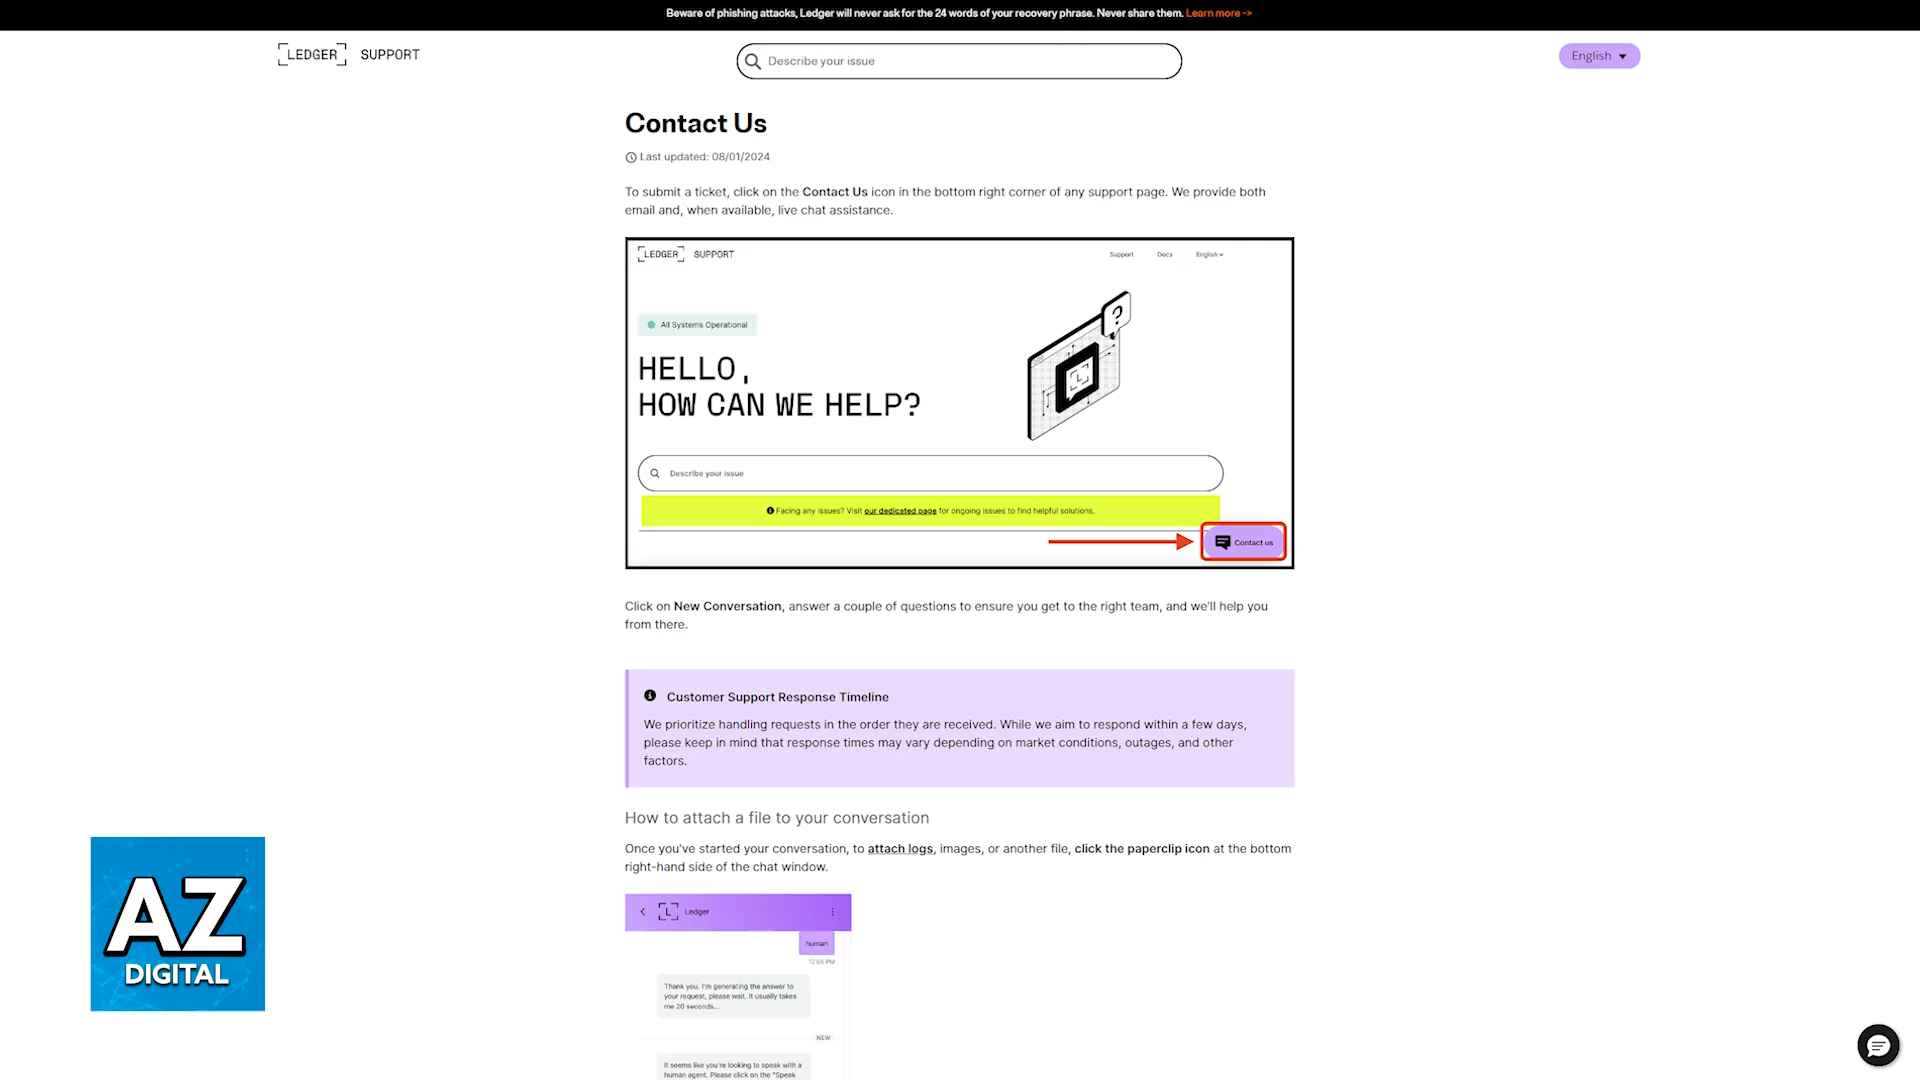 Beware of phishing attacks, Ledger will never ask for the 24 words of your recovery phrase. Never share them. Learn more ->
LEDGER SUPPORT
Describe your issue
English
Contact Us
Last updated: 08/01/2024
To submit a ticket, click on the Contact Us icon in the bottom right corner of any support page. We provide both
email and, when available, live chat assistance.
LEDGER SUPPORT
Support Docs English
All Systems Operational
HELLO,
HOW CAN WE HELP?
Describe your issue
Facing any issues? Visit our dedicated page for ongoing issues to find helpful solutions.
Contact us
Click on New Conversation, answer a couple of questions to ensure you get to the right team, and we'll help you
from there.
Customer Support Response Timeline
We prioritize handling requests in the order they are received. While we aim to respond within a few days,
please keep in mind that response times may vary depending on market conditions, outages, and other
factors.
How to attach a file to your conversation
Once you've started your conversation, to attach logs, images, or another file, click the paperclip icon at the bottom
right-hand side of the chat window.
Ledger
human
12:05 PM
Thank you. I'm generating the answer to
your request, please wait. It usually takes
me 20 seconds...
NEW
It seems like you're looking to speak with a
human agent. Please click on the "Speak
AZ
DIGITAL